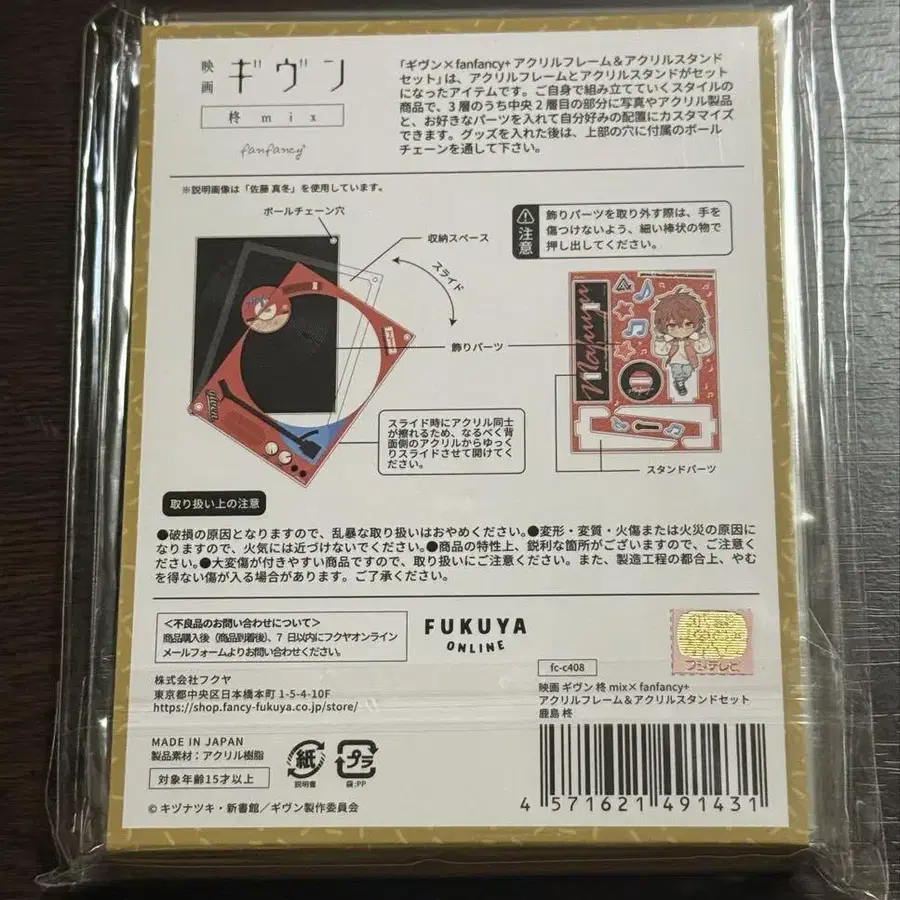 映画 ギヴン
柊 mix
fanfancy+
「ギヴン×fanfancy+ アクリルフレーム＆アクリルスタンド
セット」は、アクリルフレームとアクリルスタンドがセット
になったアイテムです。ご自身で組み立てていくスタイルの
商品で、3層のうち中央2層目の部分に写真やアクリル製品
と、お好きなパーツを入れて自分好みの配置にカスタマイズ
できます。グッズを入れた後は、上部の穴に付属のボール
チェーンを通して下さい。
※説明画像は「佐藤 真冬」を使用しています。
ボールチェーン穴
収納スペース
スライド
飾りパーツ
注意
飾りパーツを取り外す際は、手を
傷つけないよう、細い棒状の物で
押し出してください。
given
Mafuyu
スライド時にアクリル同士
が擦れるため、なるべく背
面側のアクリルからゆっく
りスライドさせて開けてく
ださい。
スタンドパーツ
取り扱い上の注意
●破損の原因となりますので、乱暴な取り扱いはおやめください。●変形・変質・火傷または火災の原因に
なりますので、火気には近づけないでください。●商品の特性上、鋭利な箇所がございますので、ご注意く
ださい。●大変傷が付きやすい商品ですので、取り扱いにご注意ください。また、製造工程の都合上、やむ
を得ない傷が入る場合があります。ご了承ください。
＜不良品のお問い合わせについて＞
商品購入後（商品到着後）、7日以内にフクヤオンライン
メールフォームよりお問い合わせください。
FUKUYA
ONLINE
フジテレビ
株式会社フクヤ
東京都中央区日本橋本町 1-5-4-10F
https://shop.fancy-fukuya.co.jp/store/
fc-c408
映画 ギヴン 柊 mix×fanfancy+
アクリルフレーム＆アクリルスタンドセット
鹿島 柊
MADE IN JAPAN
製品素材：アクリル樹脂
対象年齢15才以上
紙
説明書
プラ
袋:PP
© キヅナツキ・新書館／ギヴン製作委員会
4 571621 491431